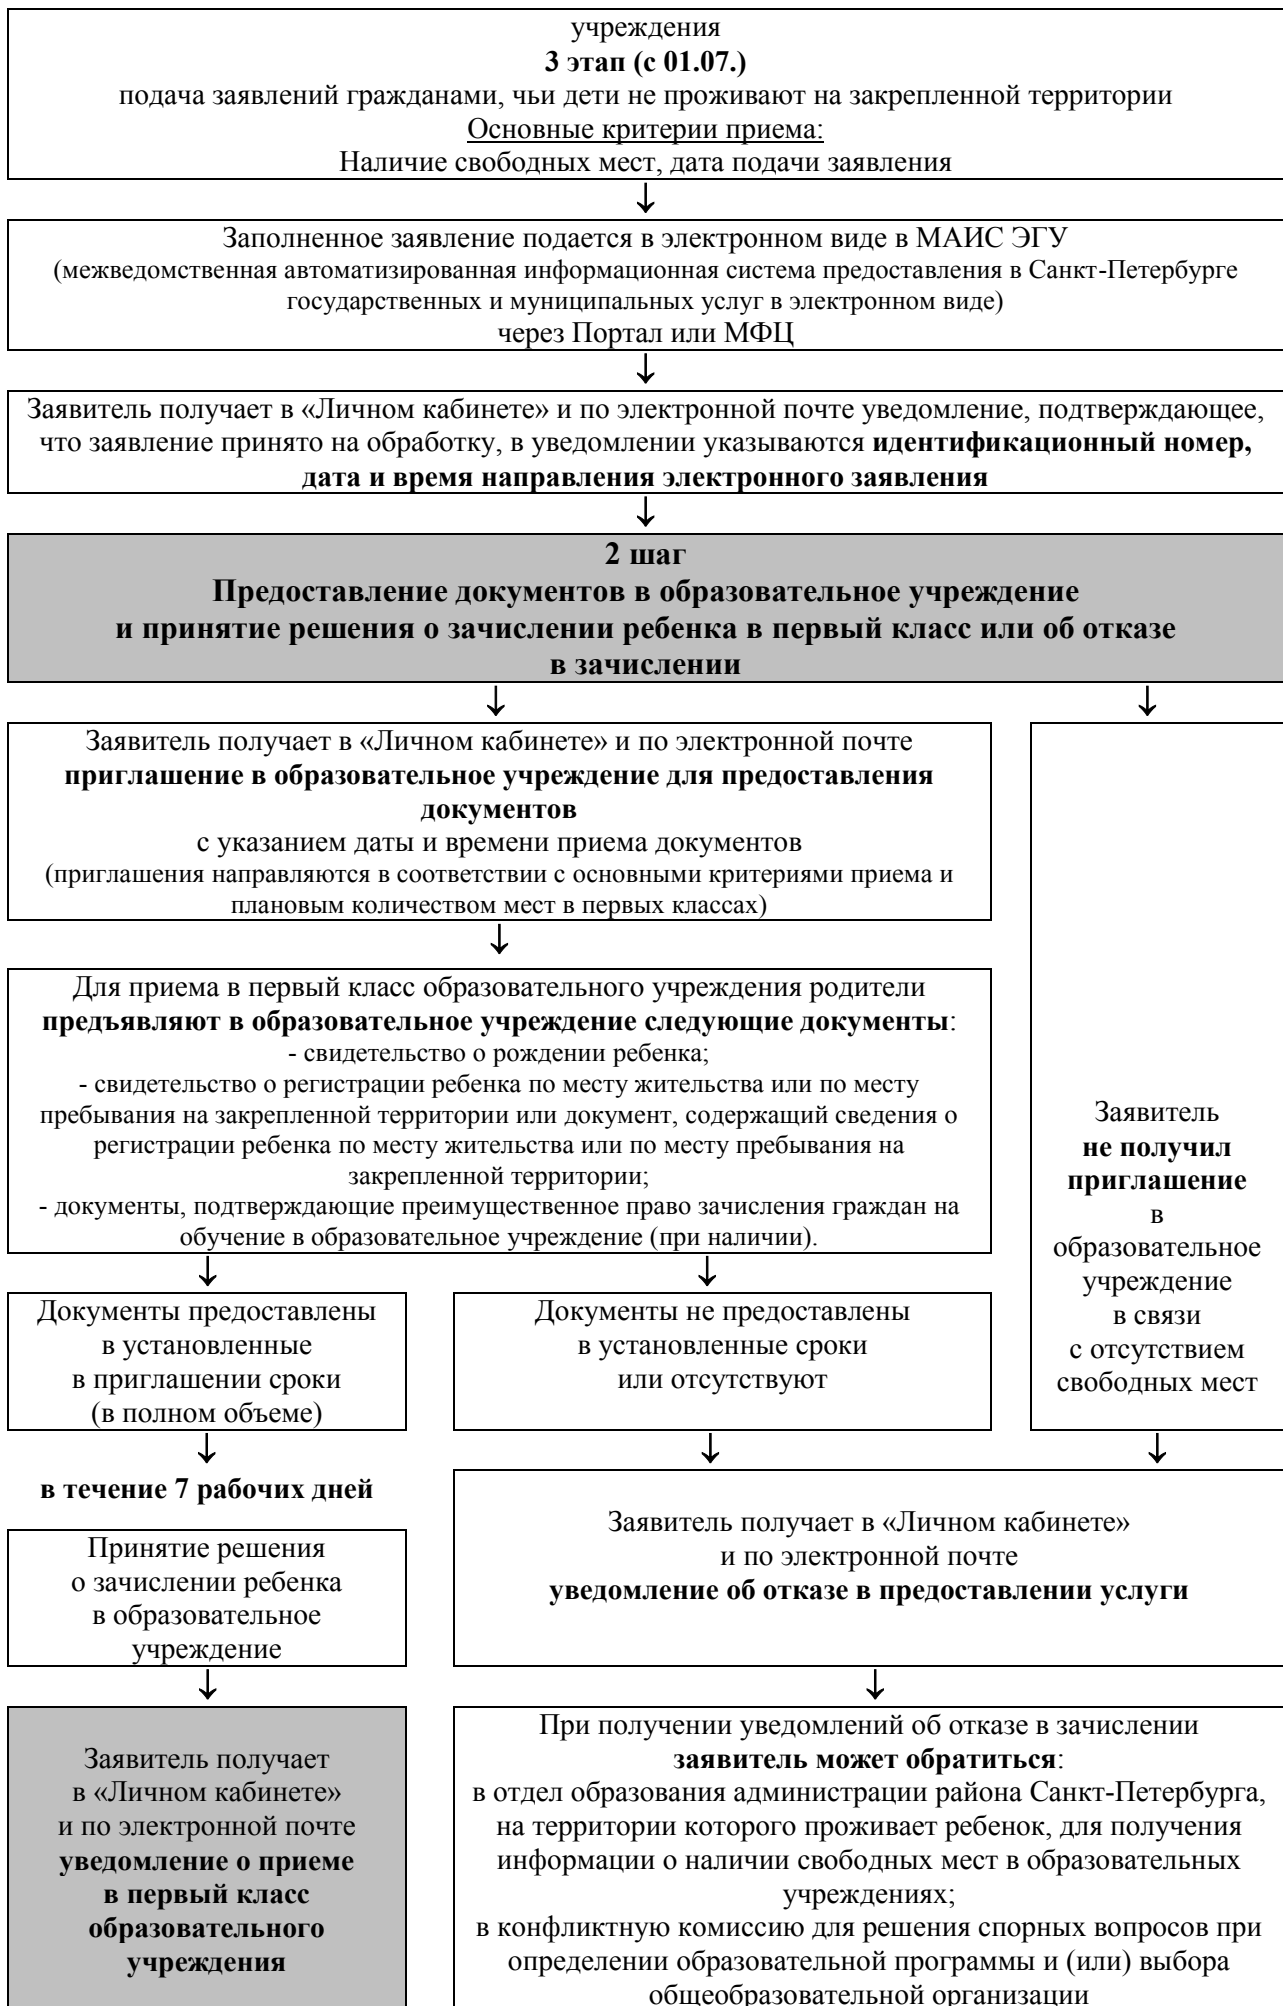 учреждения
3 этап (с 01.07.)
подача заявлений гражданами, чьи дети не проживают на закрепленной территории
Основные критерии приема:
Наличие свободных мест, дата подачи заявления
Заполненное заявление подается в электронном виде в МАИС ЭГУ
(межведомственная автоматизированная информационная система предоставления в Санкт-Петербурге
государственных и муниципальных услуг в электронном виде)
через Портал или МФЦ
Заявитель получает в «Личном кабинете» и по электронной почте уведомление, подтверждающее,
что заявление принято на обработку, в уведомлении указываются идентификационный номер,
дата и время направления электронного заявления
2 шаг
Предоставление документов в образовательное учреждение
и принятие решения о зачислении ребенка в первый класс или об отказе
в зачислении
Заявитель получает в «Личном кабинете» и по электронной почте
приглашение в образовательное учреждение для предоставления
документов
с указанием даты и времени приема документов
(приглашения направляются в соответствии с основными критериями приема и
плановым количеством мест в первых классах)
Для приема в первый класс образовательного учреждения родители
предъявляют в образовательное учреждение следующие документы:
- свидетельство о рождении ребенка;
- свидетельство о регистрации ребенка по месту жительства или по месту
пребывания на закрепленной территории или документ, содержащий сведения о
регистрации ребенка по месту жительства или по месту пребывания на
закрепленной территории;
- документы, подтверждающие преимущественное право зачисления граждан на
обучение в образовательное учреждение (при наличии).
Заявитель
не получил
приглашение
в
образовательное
учреждение
в связи
с отсутствием
свободных мест
Документы предоставлены
в установленные
в приглашении сроки
(в полном объеме)
Документы не предоставлены
в установленные сроки
или отсутствуют
в течение 7 рабочих дней
Принятие решения
о зачислении ребенка
в образовательное
учреждение
Заявитель получает в «Личном кабинете»
и по электронной почте
уведомление об отказе в предоставлении услуги
Заявитель получает
в «Личном кабинете»
и по электронной почте
уведомление о приеме
в первый класс
образовательного
учреждения
При получении уведомлений об отказе в зачислении
заявитель может обратиться:
в отдел образования администрации района Санкт-Петербурга,
на территории которого проживает ребенок, для получения
информации о наличии свободных мест в образовательных
учреждениях;
в конфликтную комиссию для решения спорных вопросов при
определении образовательной программы и (или) выбора
общеобразовательной организации